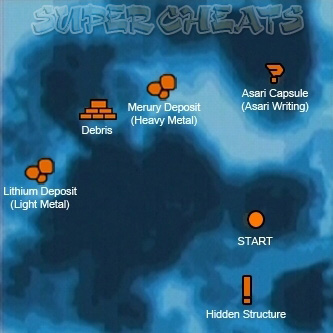 SUPER CHEATS
Asari Capsule
(Asari Writing)
Merury Deposit
(Heavy Metal)
Debris
Lithium Deposit
(Light Metal)
START
Hidden Structure